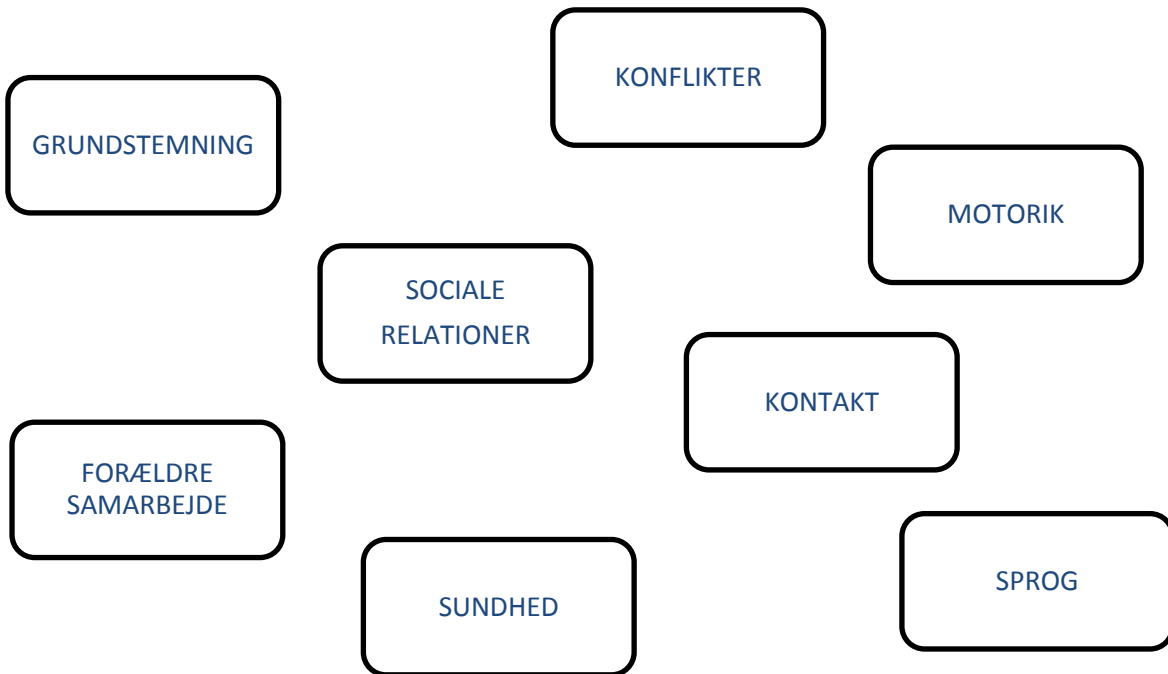 KONFLIKTER
GRUNDSTEMNING
MOTORIK
SOCIALE
RELATIONER
KONTAKT
FORÆLDRE
SAMARBEJDE
SPROG
SUNDHED